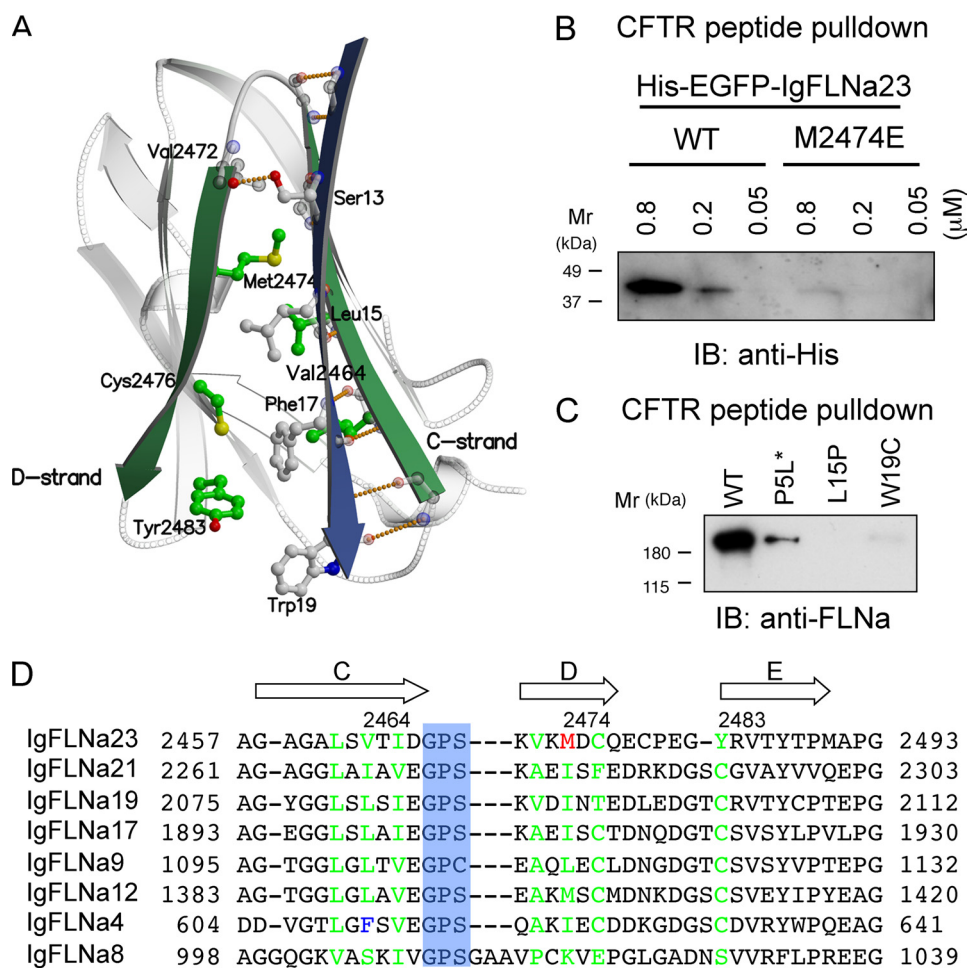 A
Val2472
Ser13
Met2474
Leu15
Cys2476
Val2464
Phe17
D-strand
C-strand
Tyr2483
Trp19
B CFTR peptide pulldown
His-EGFP-IgFLNa23
WT M2474E
Mr (kDa) 0.8 0.2 0.05 0.8 0.2 0.05 (μM)
49
37
IB: anti-His
C CFTR peptide pulldown
Mr (kDa) WT P5L* L15P W19C
180
115
IB: anti-FLNa
D
C D E
2464 2474 2483
IgFLNa23 2457 AG-AGALSVTIDGPS---KVKMDCQECPEG-YRVTYTPMAPG 2493
IgFLNa21 2261 AG-AGGLAIAVEGPS---KAEISFEDRKDGSCGVAYVVQEPG 2303
IgFLNa19 2075 AG-YGGLSLSIEGPS---KVDINTEDLEDGTCRVTYCPTEPG 2112
IgFLNa17 1893 AG-EGGLSLAIEGPS---KAEISCTDNQDGTCSVSYLPVLPG 1930
IgFLNa9 1095 AG-TGGLGLTVEGPC---EAQLECLDNGDGTCSVSYVPTEPG 1132
IgFLNa12 1383 AG-TGGLGLAVEGPS---EAKMSCMDNKDGSCSVEYIPYEAG 1420
IgFLNa4 604 DD-VGTLGFSVEGPS---QAKIECDDKGDGSCDVRYWPQEAG 641
IgFLNa8 998 AGGQGKVASKIVGPSGAAVPCKVEPGLGADNSVVRFLPREEG 1039